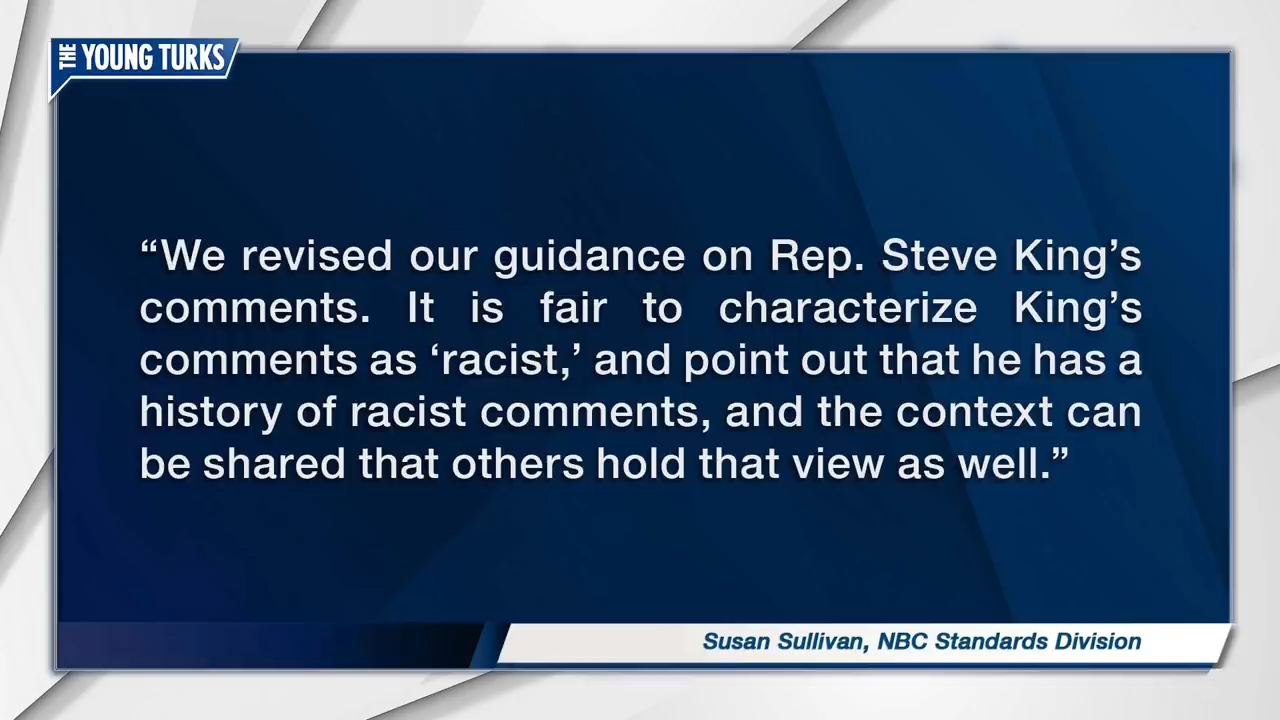 THE YOUNG TURKS
“We revised our guidance on Rep. Steve King’s
comments. It is fair to characterize King’s
comments as ‘racist,’ and point out that he has a
history of racist comments, and the context can
be shared that others hold that view as well.”
Susan Sullivan, NBC Standards Division